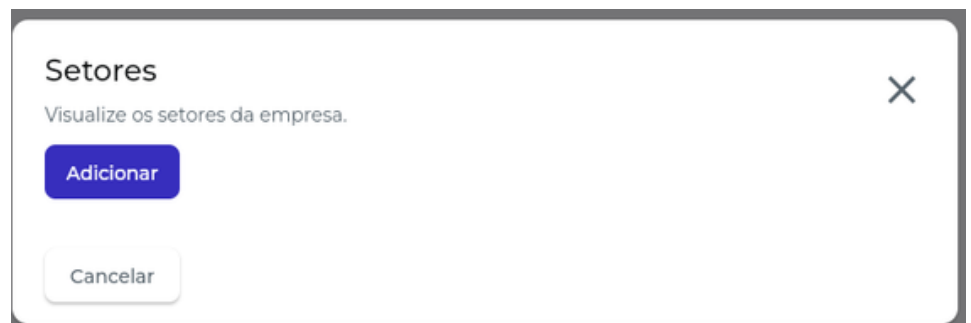 Setores
Visualize os setores da empresa.
Adicionar
Cancelar